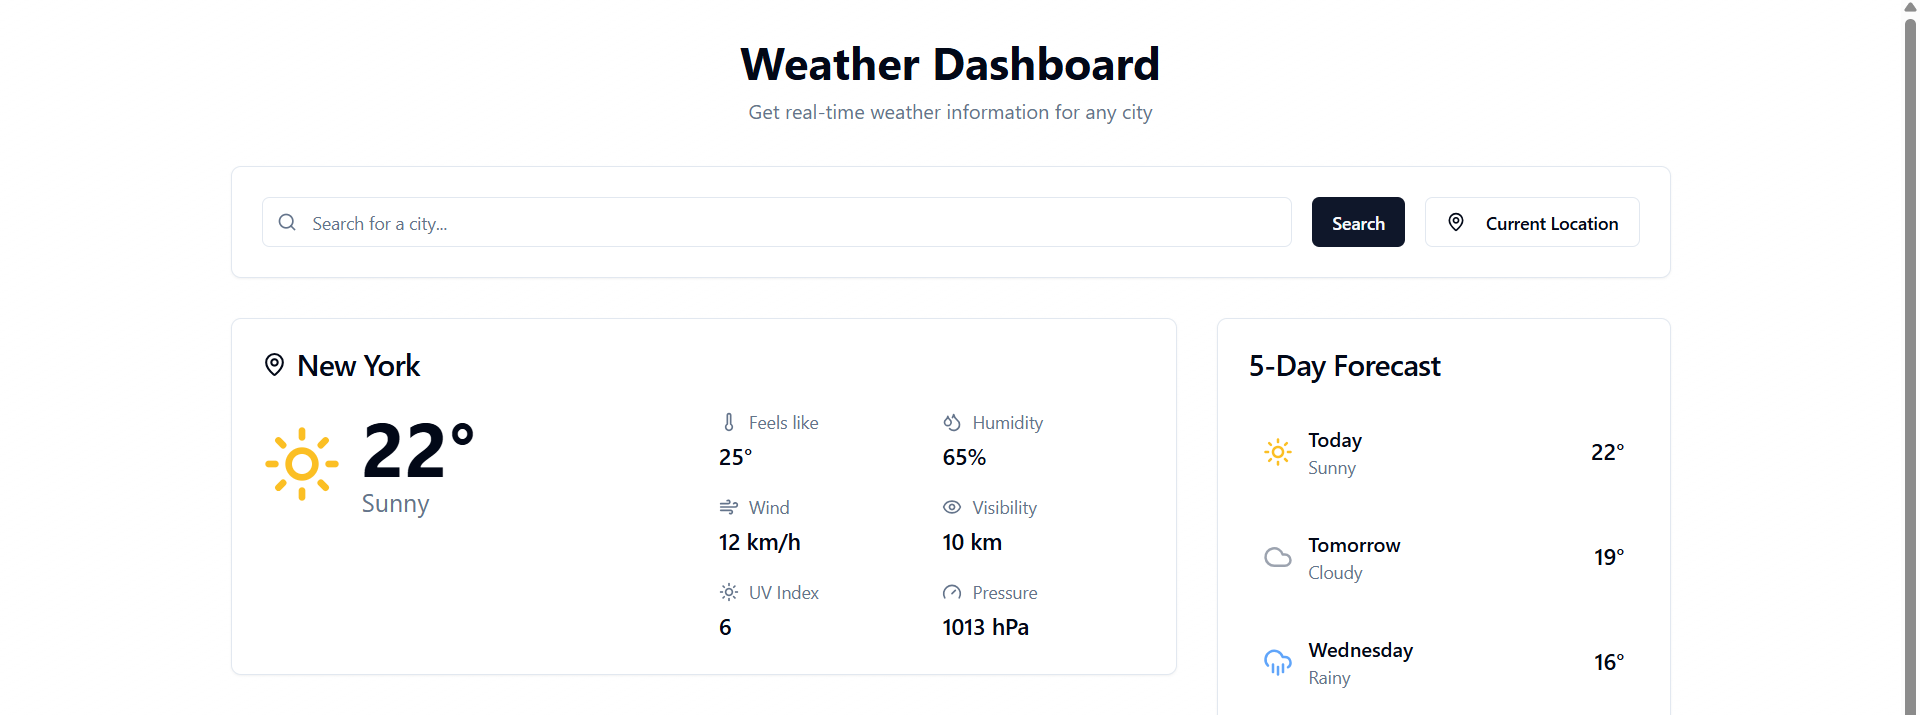 Weather Dashboard
Get real-time weather information for any city
Search for a city...
Search
Current Location
New York
22°
Sunny
Feels like
25°
Humidity
65%
Wind
12 km/h
Visibility
10 km
UV Index
6
Pressure
1013 hPa
5-Day Forecast
Today
Sunny
22°
Tomorrow
Cloudy
19°
Wednesday
Rainy
16°